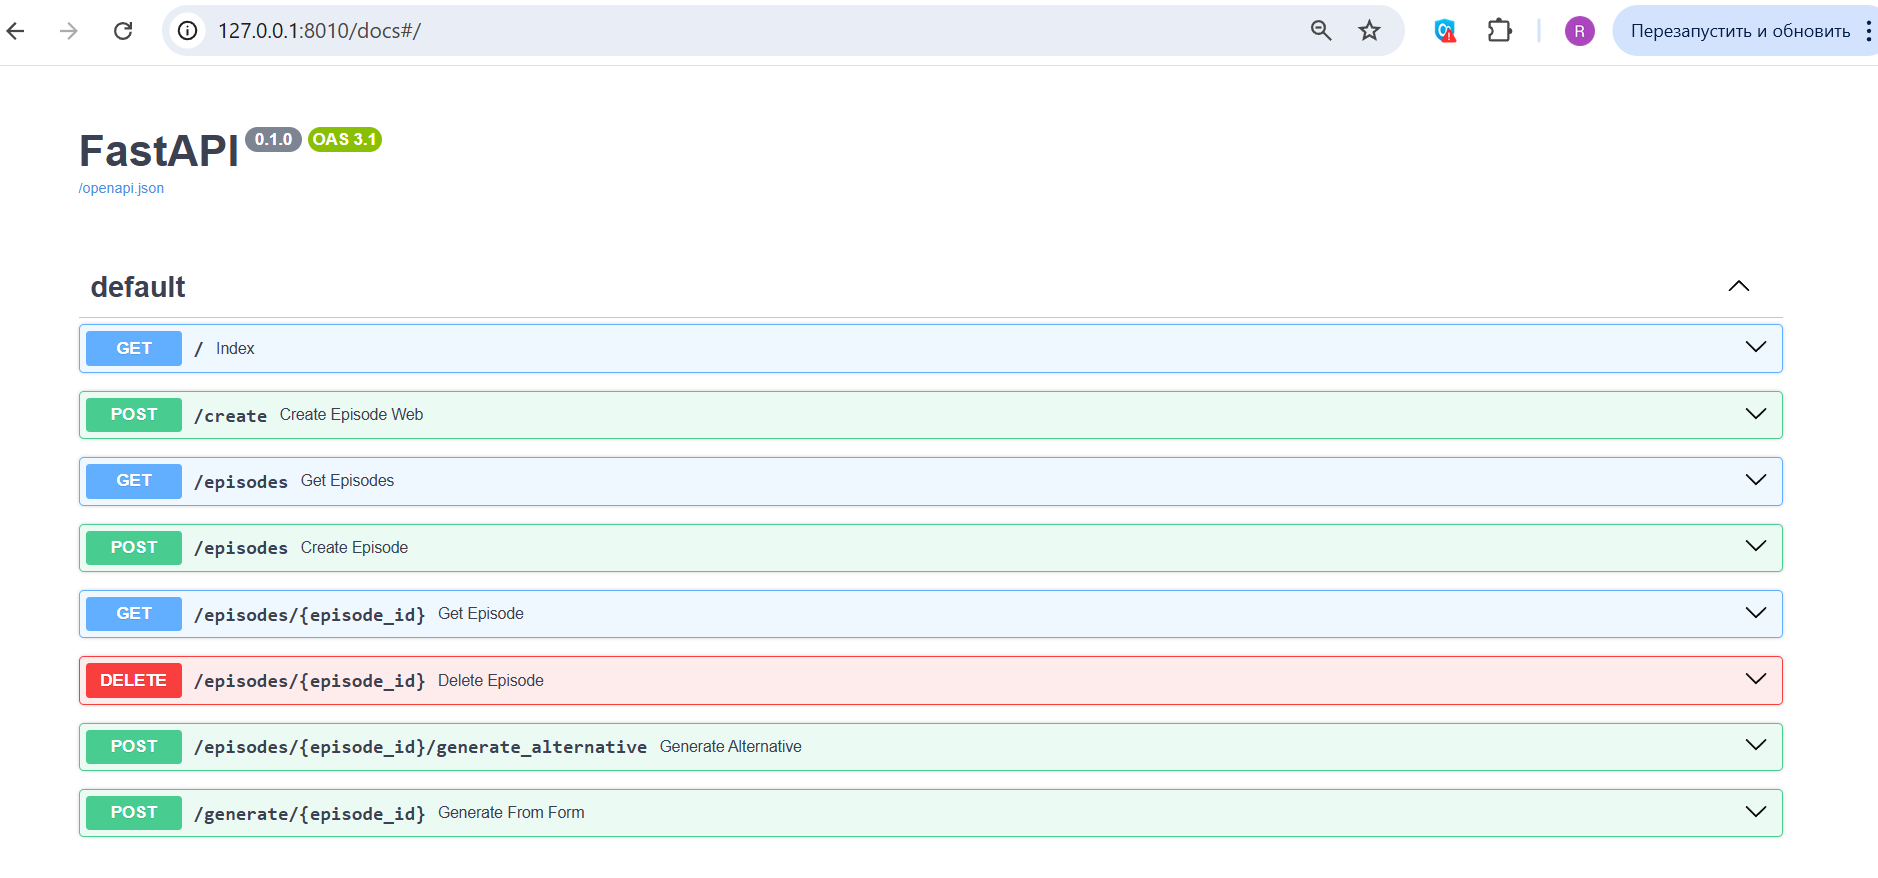 127.0.0.1:8010/docs#/
R
Перезапустить и обновить
FastAPI 0.1.0 OAS 3.1
/openapi.json
default
GET / Index
POST /create Create Episode Web
GET /episodes Get Episodes
POST /episodes Create Episode
GET /episodes/{episode_id} Get Episode
DELETE /episodes/{episode_id} Delete Episode
POST /episodes/{episode_id}/generate_alternative Generate Alternative
POST /generate/{episode_id} Generate From Form